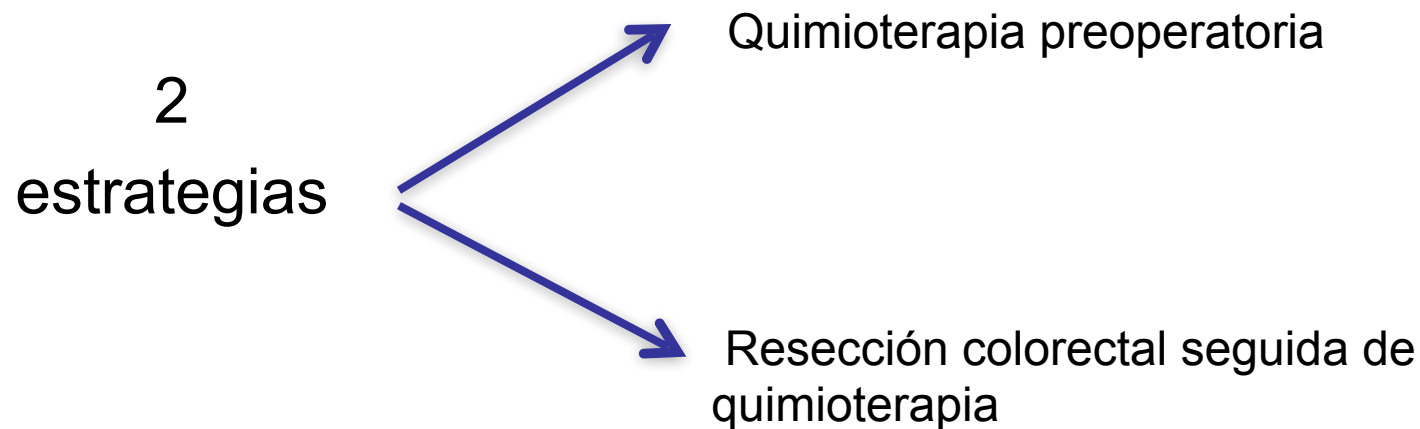 2
estrategias
Quimioterapia preoperatoria
Resección colorectal seguida de
quimioterapia